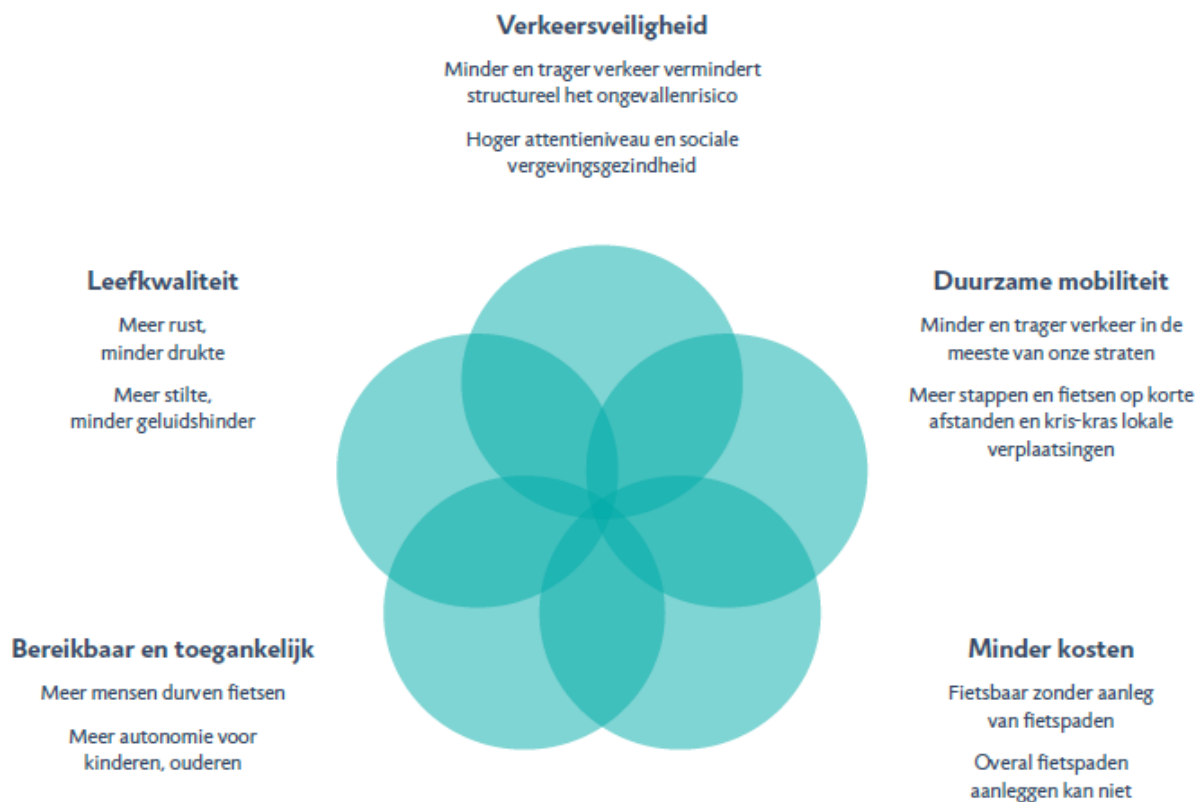 Verkeersveiligheid
Minder en trager verkeer vermindert
structureel het ongevallenrisico
Hoger attentieniveau en sociale
vergevingsgezindheid
Leefkwaliteit
Meer rust,
minder drukte
Meer stilte,
minder geluidshinder
Duurzame mobiliteit
Minder en trager verkeer in de
meeste van onze straten
Meer stappen en fietsen op korte
afstanden en kris-kras lokale
verplaatsingen
Bereikbaar en toegankelijk
Meer mensen durven fietsen
Meer autonomie voor
kinderen, ouderen
Minder kosten
Fietsbaar zonder aanleg
van fietspaden
Overal fietspaden
aanleggen kan niet